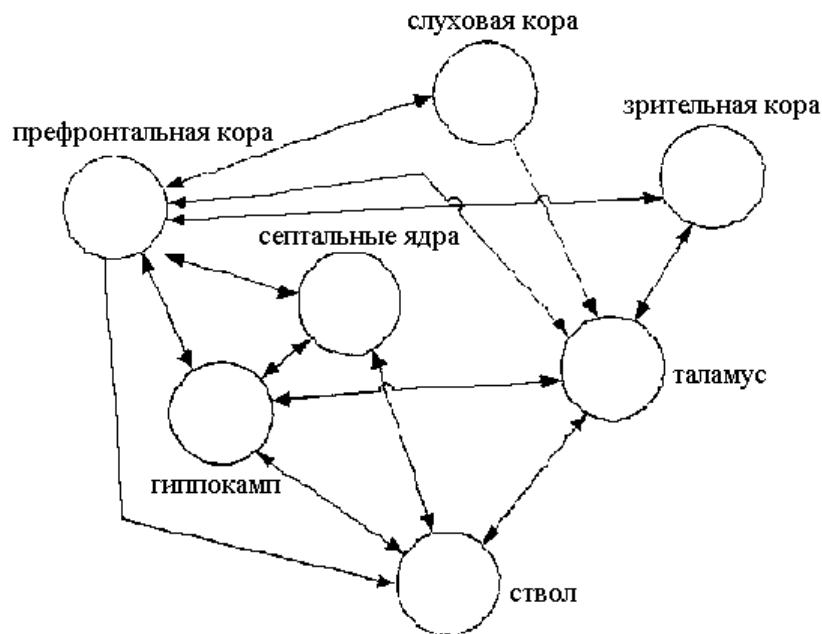 слуховая кора
зрительная кора
префронтальная кора
септальные ядра
таламус
гиппокамп
ствол